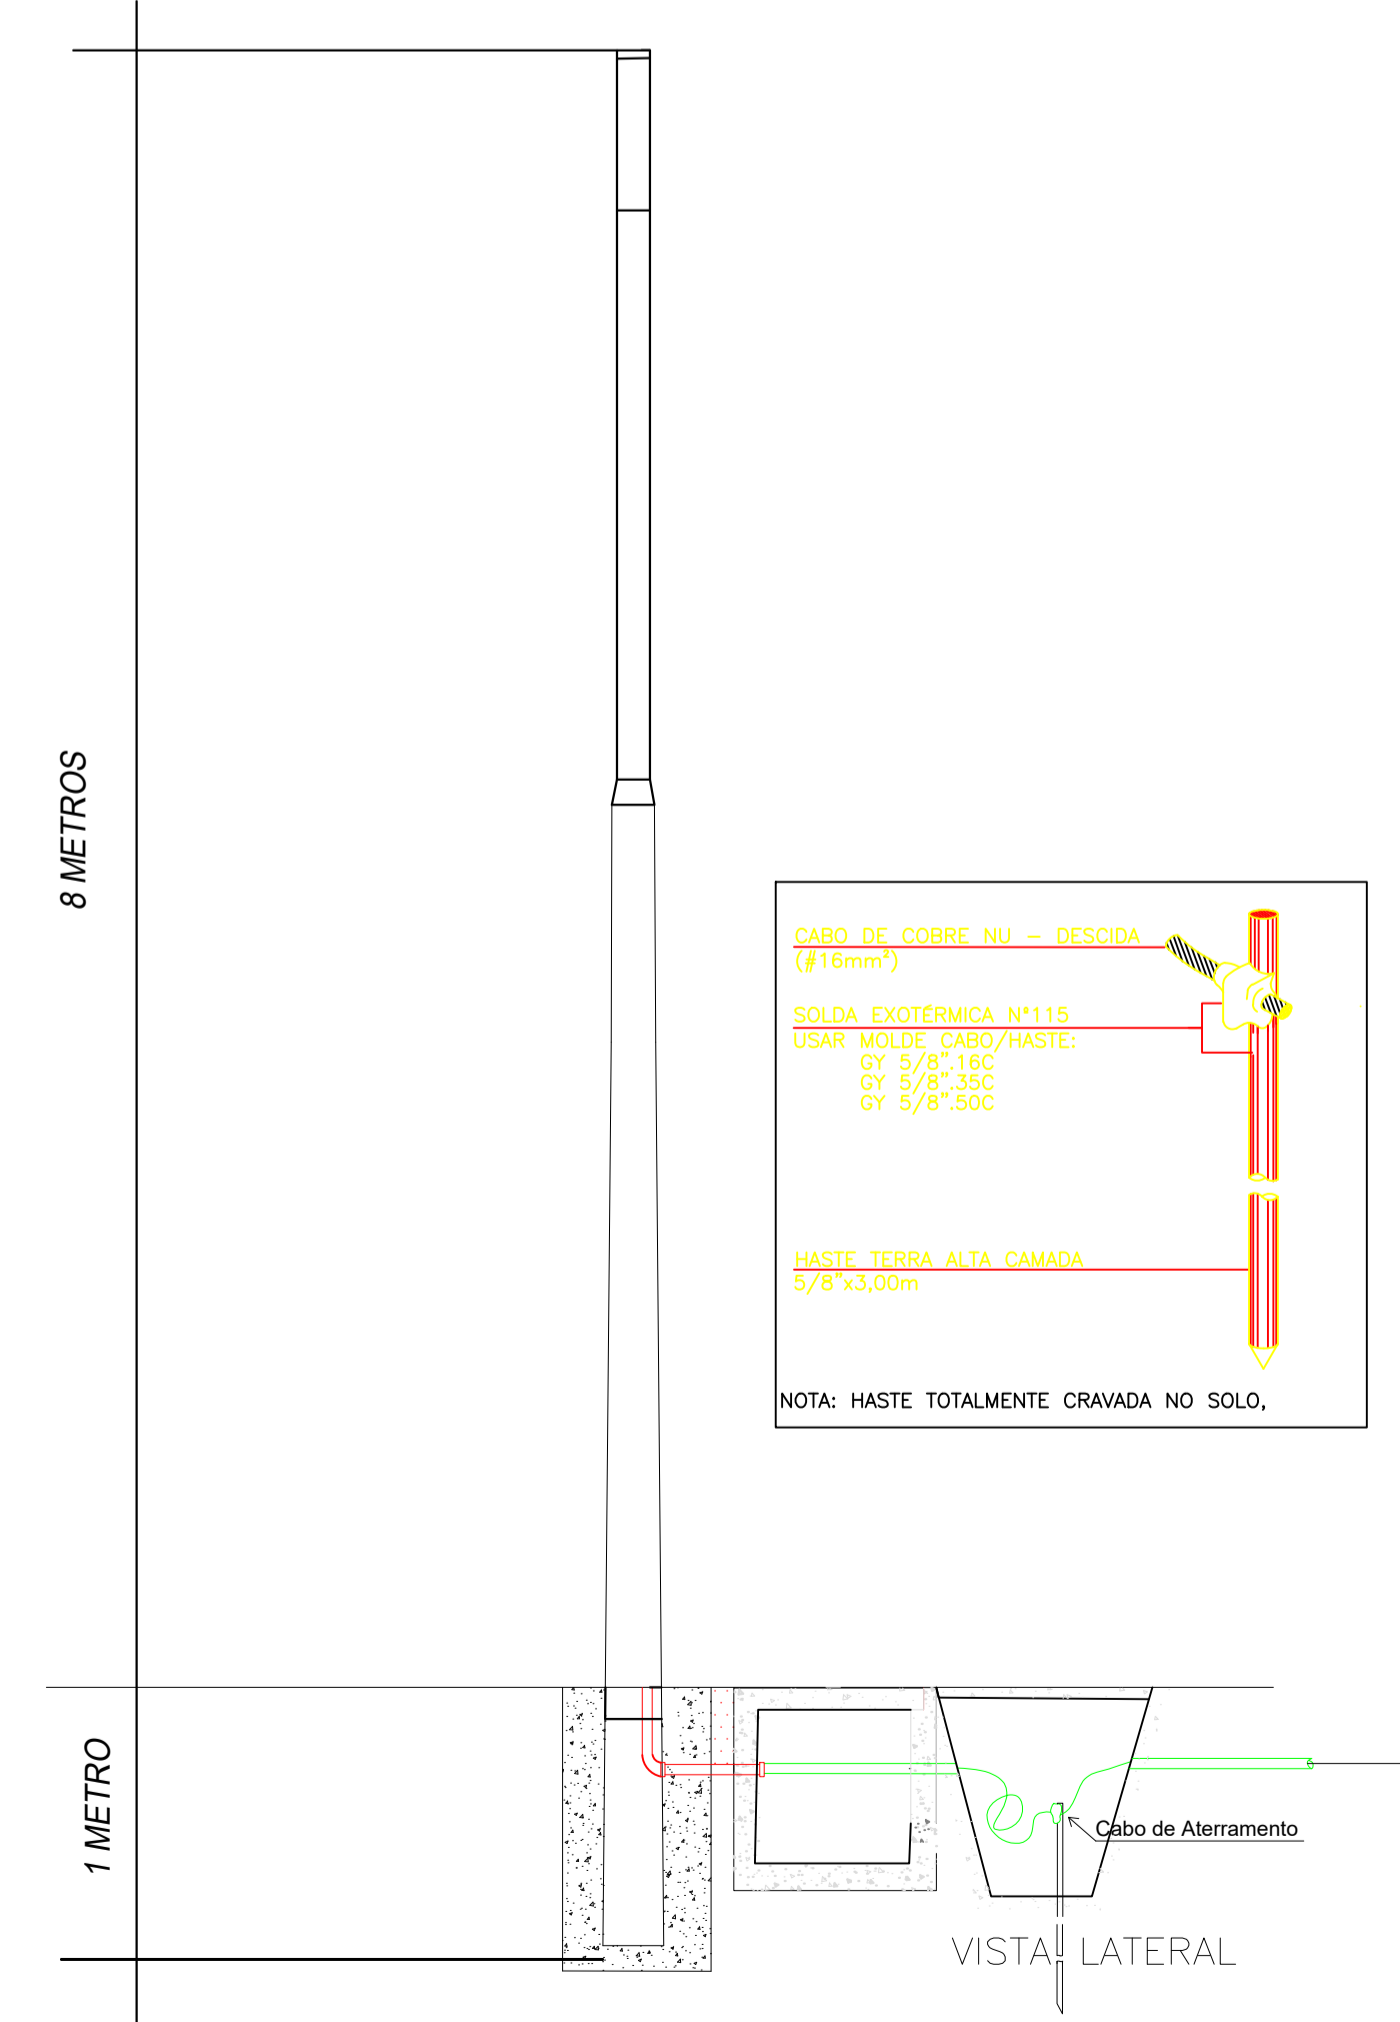 8 METROS
CABO DE COBRE NU - DESCIDA
(#16mm²)
SOLDA EXOTÉRMICA N°115
USAR MOLDE CABO/HASTE:
GY 5/8".16C
GY 5/8".35C
GY 5/8".50C
HASTE TERRA ALTA CAMADA
5/8"x3,00m
NOTA: HASTE TOTALMENTE CRAVADA NO SOLO,
1 METRO
Cabo de Aterramento
VISTA LATERAL